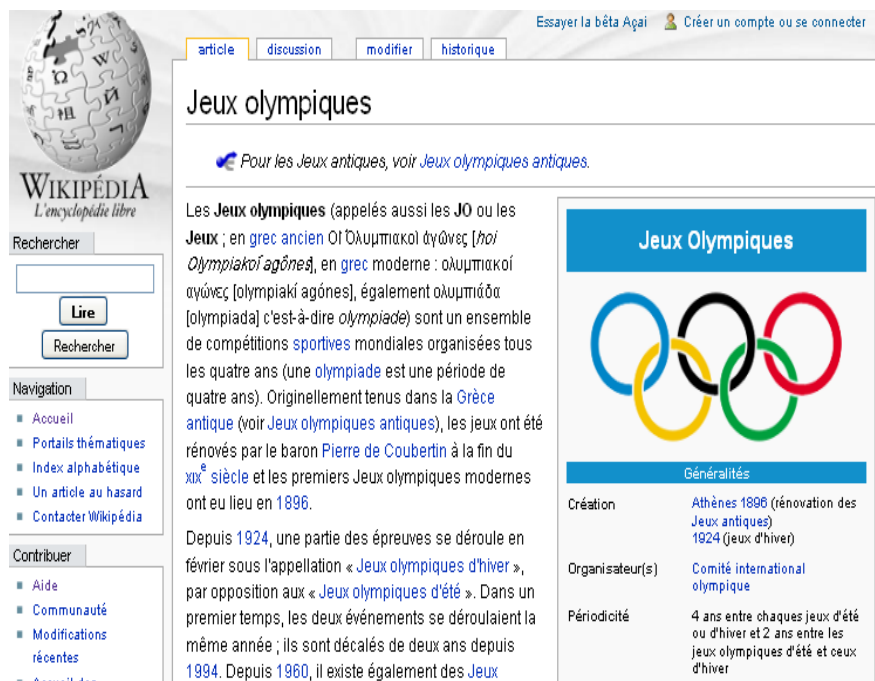 Essayer la bêta Açai Créer un compte ou se connecter
article discussion modifier historique
Jeux olympiques
Pour les Jeux antiques, voir Jeux olympiques antiques.
WIKIPÉDIA
L'encyclopédie libre
Rechercher
Lire
Rechercher
Navigation
Accueil
Portails thématiques
Index alphabétique
Un article au hasard
Contacter Wikipédia
Contribuer
Aide
Communauté
Modifications
récentes
Les Jeux olympiques (appelés aussi les JO ou les
Jeux ; en grec ancien Οἱ Ὀλυμπιακοὶ ἀγῶνες [hoi
Olympiakoí agônes], en grec moderne : ολυμπιακοί
αγώνες [olympiakí agónes], également ολυμπιάδα
[olympiada] c'est-à-dire olympiade) sont un ensemble
de compétitions sportives mondiales organisées tous
les quatre ans (une olympiade est une période de
quatre ans). Originellement tenus dans la Grèce
antique (voir Jeux olympiques antiques), les jeux ont été
rénovés par le baron Pierre de Coubertin à la fin du
XIXe siècle et les premiers Jeux olympiques modernes
ont eu lieu en 1896.
Depuis 1924, une partie des épreuves se déroule en
février sous l'appellation « Jeux olympiques d'hiver »,
par opposition aux « Jeux olympiques d'été ». Dans un
premier temps, les deux événements se déroulaient la
même année ; ils sont décalés de deux ans depuis
1994. Depuis 1960, il existe également des Jeux
Jeux Olympiques
Généralités
Création Athènes 1896 (rénovation des
Jeux antiques)
1924 (jeux d'hiver)
Organisateur(s) Comité international
olympique
Périodicité 4 ans entre chaques jeux d'été
ou d'hiver et 2 ans entre les
jeux olympiques d'été et ceux
d'hiver